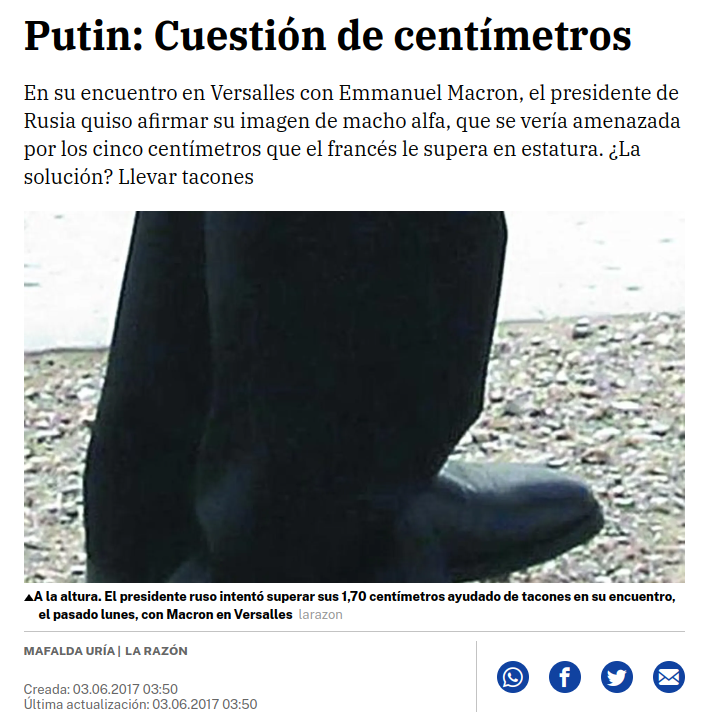 Putin: Cuestión de centímetros
En su encuentro en Versalles con Emmanuel Macron, el presidente de
Rusia quiso afirmar su imagen de macho alfa, que se vería amenazada
por los cinco centímetros que el francés le supera en estatura. ¿La
solución? Llevar tacones
▲A la altura. El presidente ruso intentó superar sus 1,70 centímetros ayudado de tacones en su encuentro,
el pasado lunes, con Macron en Versalles larazon
MAFALDA URÍA | LA RAZÓN
Creada: 03.06.2017 03:50
Última actualización: 03.06.2017 03:50